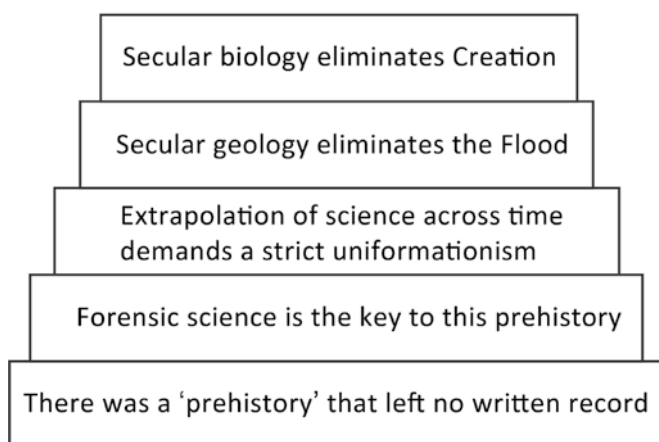 Secular biology eliminates Creation
Secular geology eliminates the Flood
Extrapolation of science across time
demands a strict uniformationism
Forensic science is the key to this prehistory
There was a ‘prehistory’ that left no written record